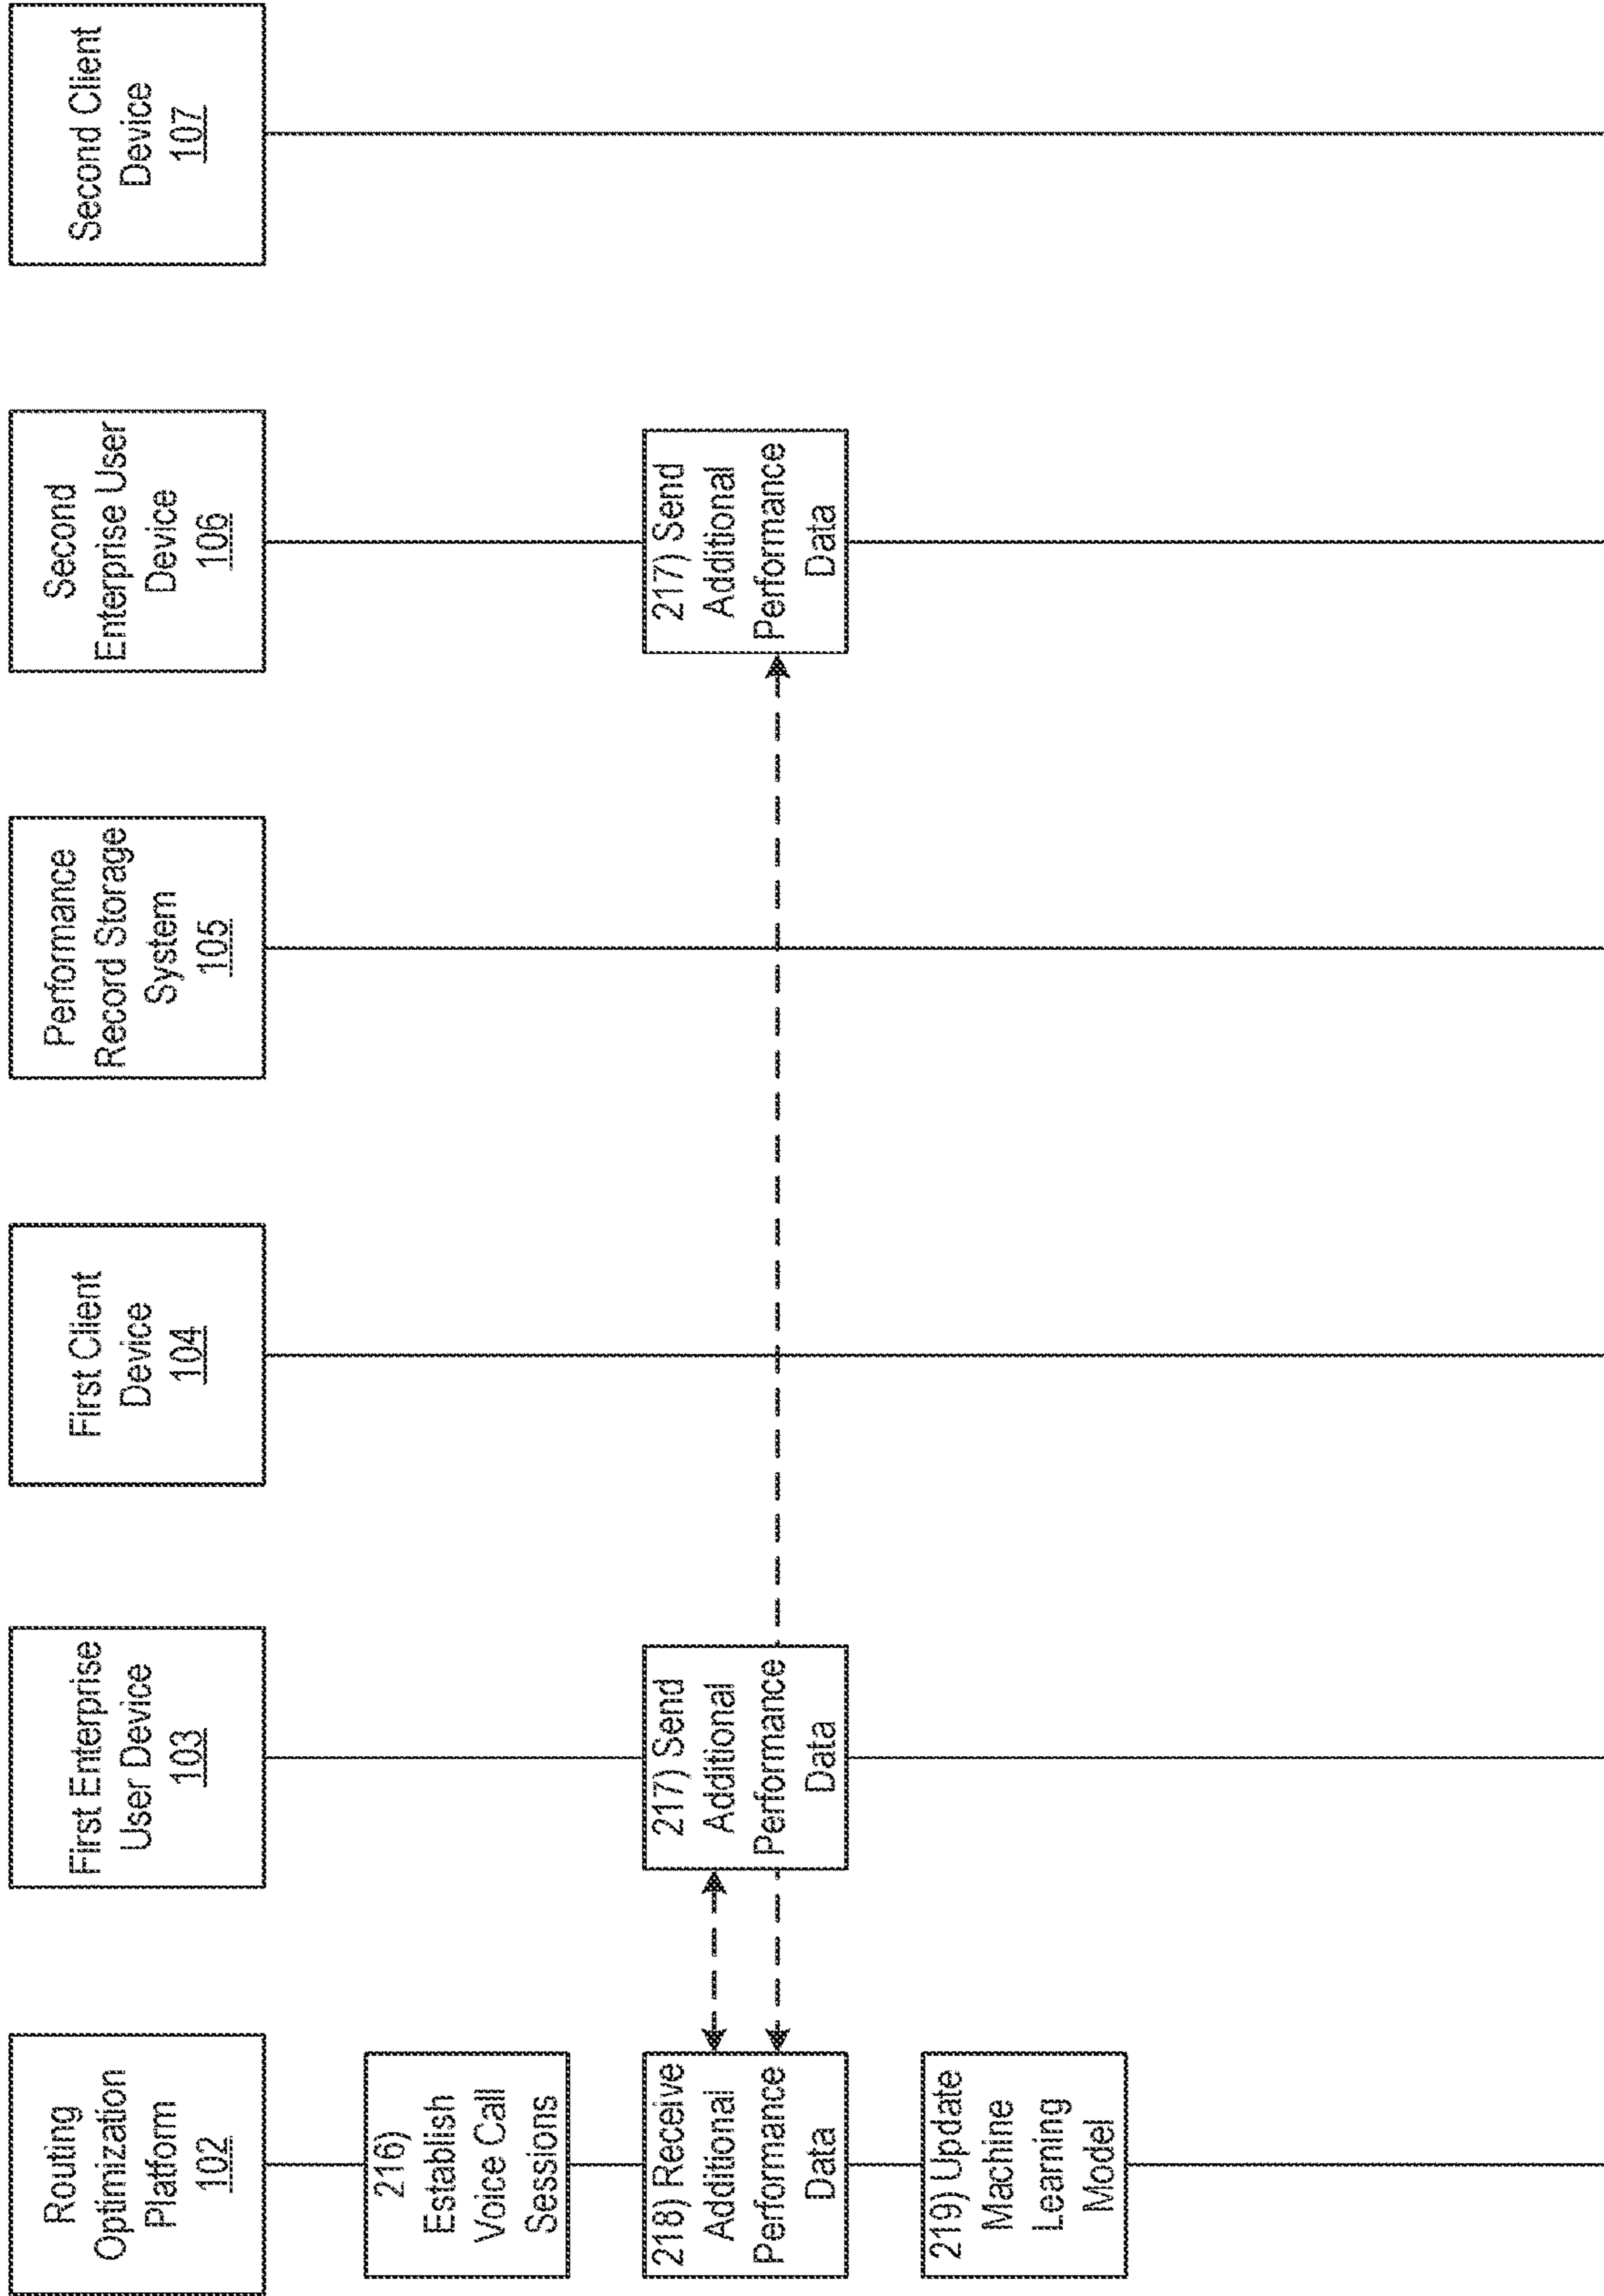 Routing
Optimization
Platform
102
First Enterprise
User Device
103
First Client
Device
104
Performance
Record Storage
System
105
Second
Enterprise User
Device
106
Second Client
Device
107
216)
Establish
Voice Call
Sessions
218) Receive
Additional
Performance
Data
217) Send
Additional
Performance
Data
217) Send
Additional
Performance
Data
219) Update
Machine
Learning
Model